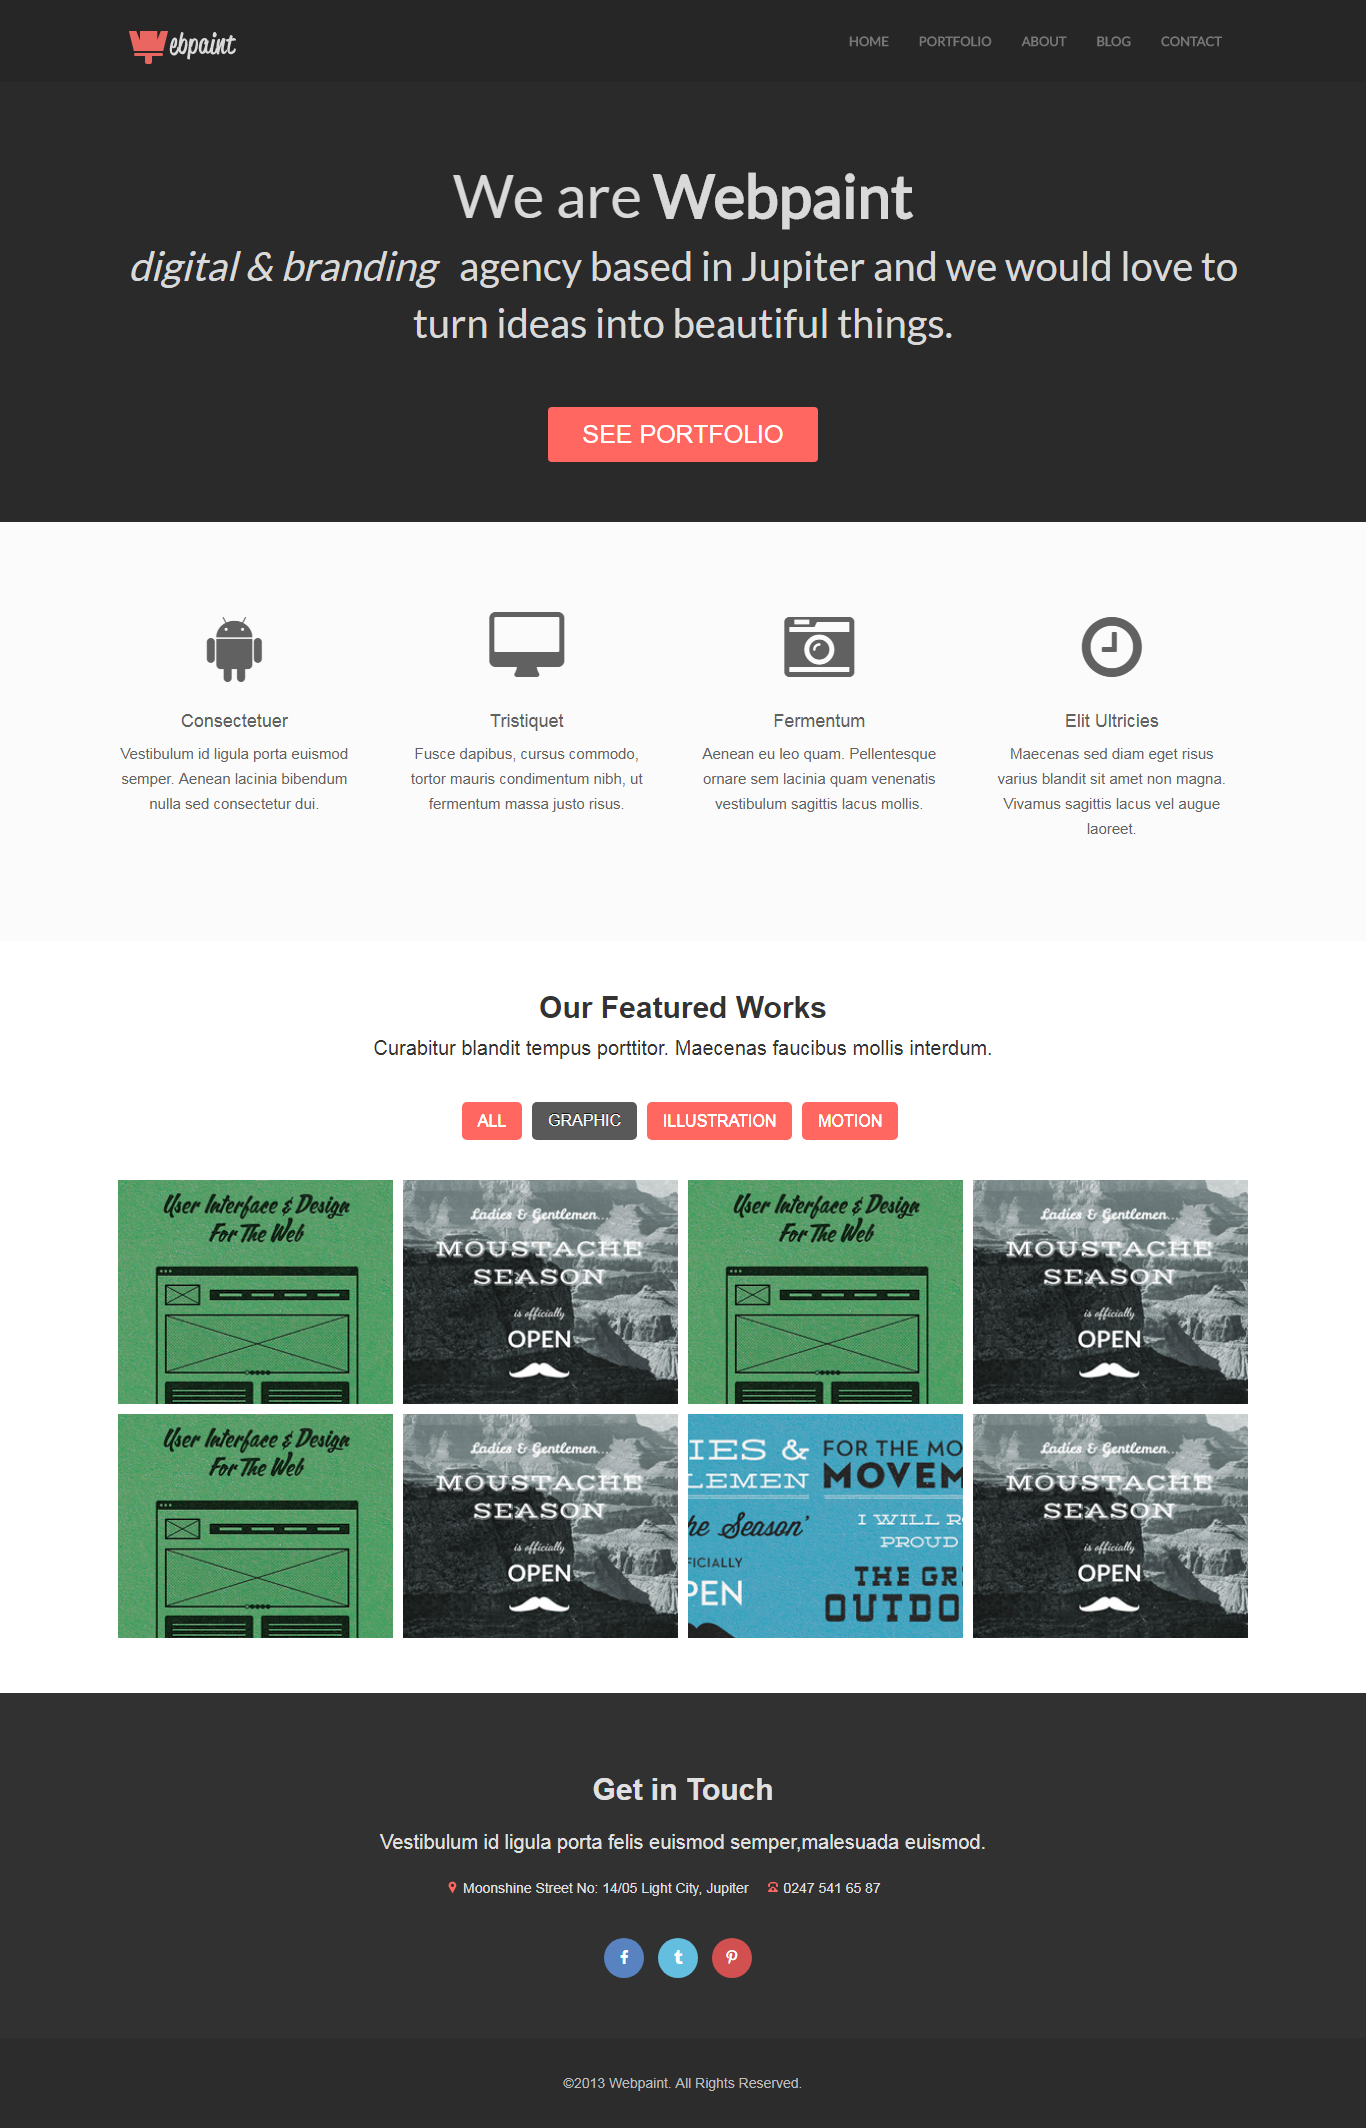 ebpaint
HOME PORTFOLIO ABOUT BLOG CONTACT
We are Webpaint
digital & branding agency based in Jupiter and we would love to
turn ideas into beautiful things.
SEE PORTFOLIO
Consectetuer
Vestibulum id ligula porta euismod
semper. Aenean lacinia bibendum
nulla sed consectetur dui.
Tristiquet
Fusce dapibus, cursus commodo,
tortor mauris condimentum nibh, ut
fermentum massa justo risus.
Fermentum
Aenean eu leo quam. Pellentesque
ornare sem lacinia quam venenatis
vestibulum sagittis lacus mollis.
Elit Ultricies
Maecenas sed diam eget risus
varius blandit sit amet non magna.
Vivamus sagittis lacus vel augue
laoreet.
Our Featured Works
Curabitur blandit tempus porttitor. Maecenas faucibus mollis interdum.
ALL GRAPHIC ILLUSTRATION MOTION
User Interface & Design
For The Web
Ladies & Gentlemen...
MOUSTACHE
SEASON
is officially
OPEN
User Interface & Design
For The Web
Ladies & Gentlemen...
MOUSTACHE
SEASON
is officially
OPEN
User Interface & Design
For The Web
Ladies & Gentlemen...
MOUSTACHE
SEASON
is officially
OPEN
IES &
LEMEN
he Season'
FICIALLY
PEN
FOR THE MO
MOVEM
I WILL R
PROUD
THE GR
OUTDO
Ladies & Gentlemen...
MOUSTACHE
SEASON
is officially
OPEN
Get in Touch
Vestibulum id ligula porta felis euismod semper,malesuada euismod.
Moonshine Street No: 14/05 Light City, Jupiter 0247 541 65 87
©2013 Webpaint. All Rights Reserved.